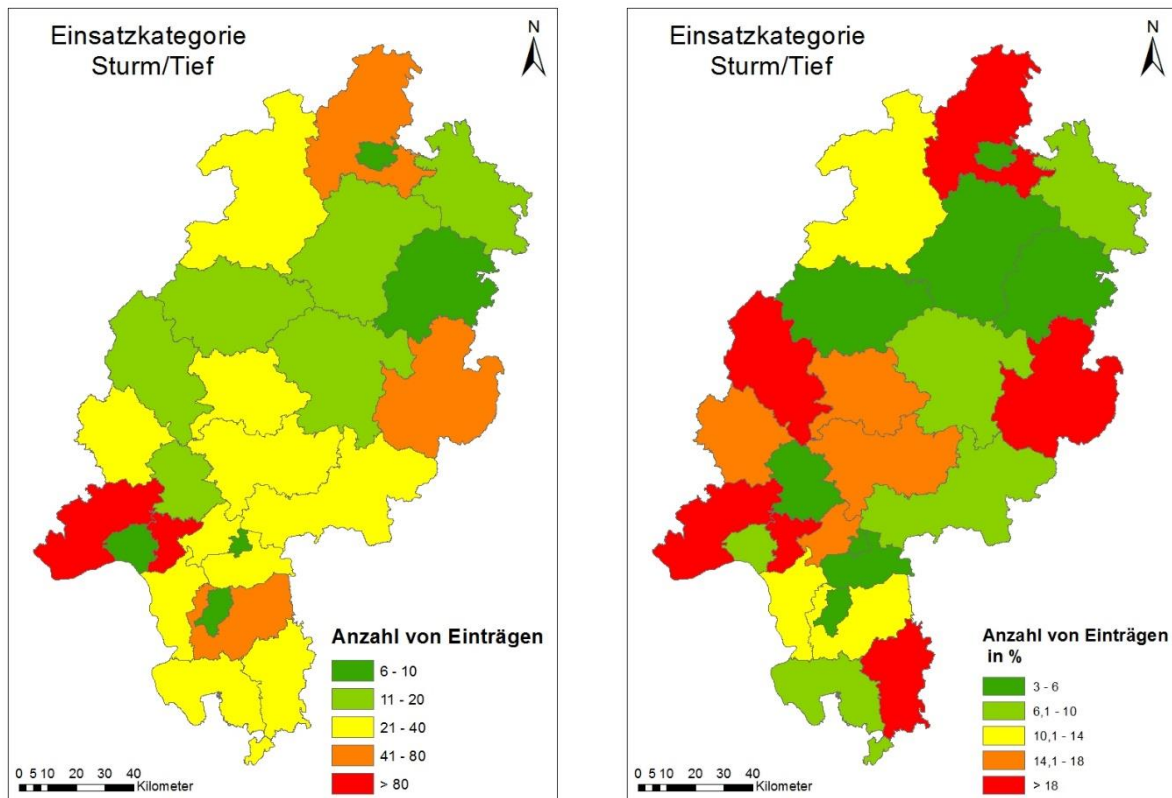 Einsatzkategorie
Sturm/Tief
N
Anzahl von Einträgen
6 - 10
11 - 20
21 - 40
41 - 80
> 80
0 5 10 20 30 40
Kilometer
Einsatzkategorie
Sturm/Tief
N
Anzahl von Einträgen
in %
3 - 6
6,1 - 10
10,1 - 14
14,1 - 18
> 18
0 5 10 20 30 40
Kilometer